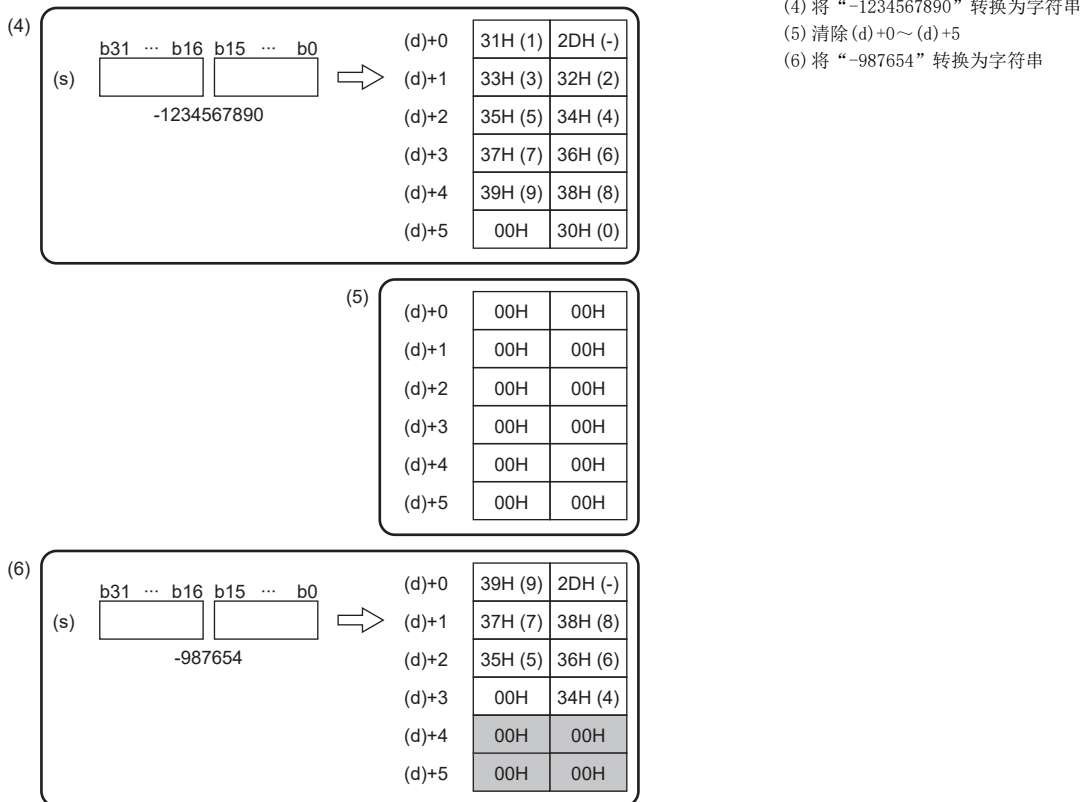 (4) 将“-1234567890”转换为字符串
(5) 清除(d)+0～(d)+5
(6) 将“-987654”转换为字符串
(4)
b31 ··· b16 b15 ··· b0
(s)
-1234567890
(d)+0 31H (1) 2DH (-)
(d)+1 33H (3) 32H (2)
(d)+2 35H (5) 34H (4)
(d)+3 37H (7) 36H (6)
(d)+4 39H (9) 38H (8)
(d)+5 00H 30H (0)
(5)
(d)+0 00H 00H
(d)+1 00H 00H
(d)+2 00H 00H
(d)+3 00H 00H
(d)+4 00H 00H
(d)+5 00H 00H
(6)
b31 ··· b16 b15 ··· b0
(s)
-987654
(d)+0 39H (9) 2DH (-)
(d)+1 37H (7) 38H (8)
(d)+2 35H (5) 36H (6)
(d)+3 00H 34H (4)
(d)+4 00H 00H
(d)+5 00H 00H